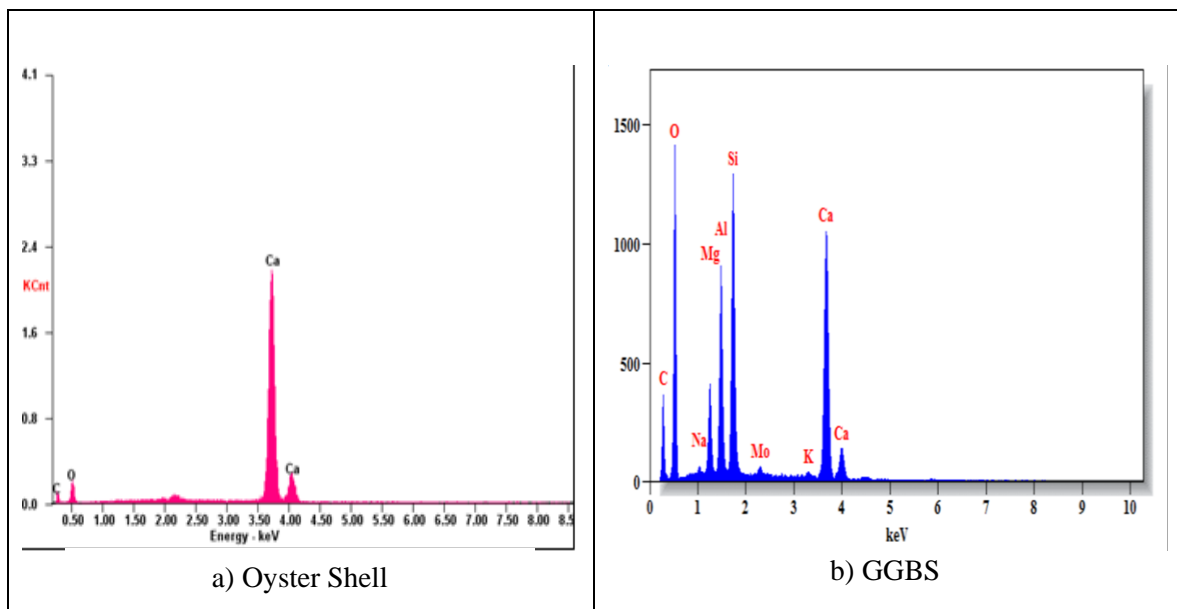 4.1
3.3
2.4
KCnt
1.6
0.8
0.0
C
O
Ca
Ca
0.50 1.00 1.50 2.00 2.50 3.00 3.50 4.00 4.50 5.00 5.50 6.00 6.50 7.00 7.50 8.00 8.5
Energy - keV
a) Oyster Shell
1500
1000
500
0
C
O
Na
Mg
Al
Si
Mo
K
Ca
Ca
0 1 2 3 4 5 6 7 8 9 10
keV
b) GGBS